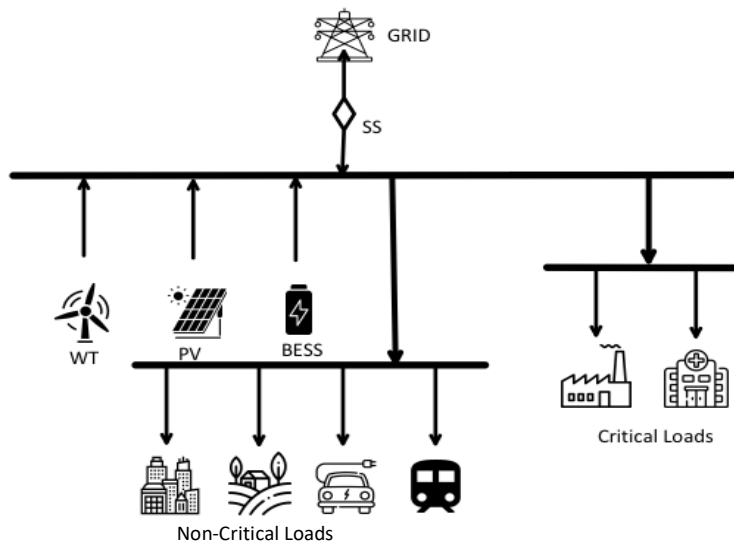 GRID
SS
WT
PV
BESS
Critical Loads
Non-Critical Loads